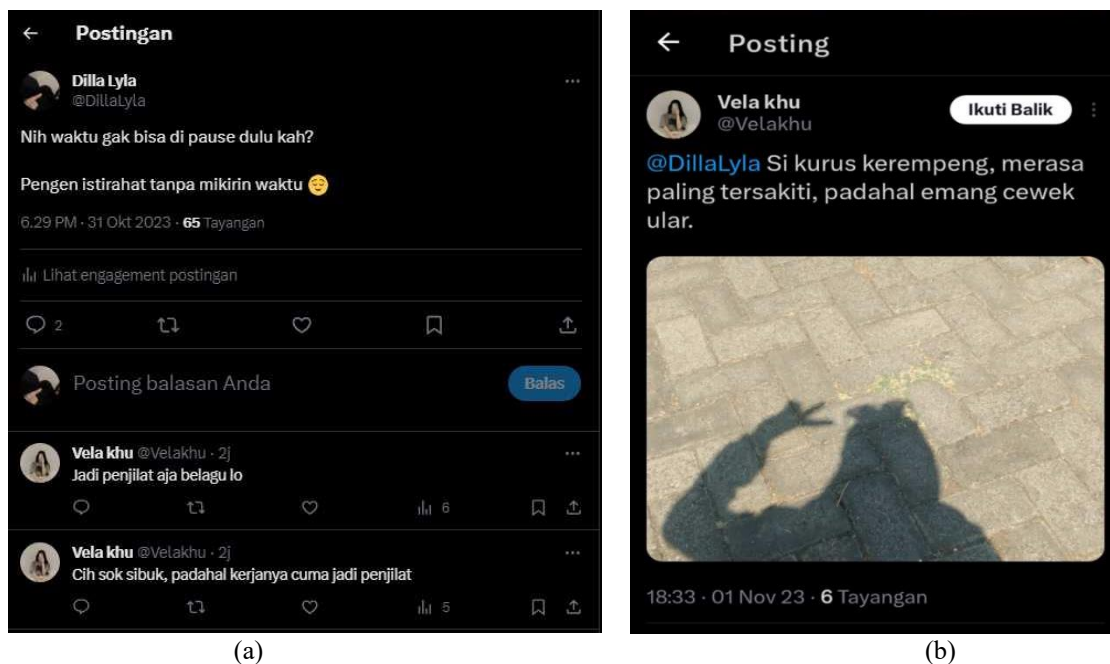 Postingan
Dilla Lyla
@DillaLyla
Nih waktu gak bisa di pause dulu kah?
Pengen istirahat tanpa mikirin waktu 😌
6.29 PM · 31 Okt 2023 · 65 Tayangan
Lihat engagement postingan
2
Posting balasan Anda
Balas
Vela khu @Velakhu · 2j
Jadi penjilat aja belagu lo
6
Vela khu @Velakhu · 2j
Cih sok sibuk, padahal kerjanya cuma jadi penjilat
5
(a)
Posting
Vela khu
@Velakhu
Ikuti Balik
@DillaLyla Si kurus kerempeng, merasa
paling tersakiti, padahal emang cewek
ular.
18:33 · 01 Nov 23 · 6 Tayangan
(b)